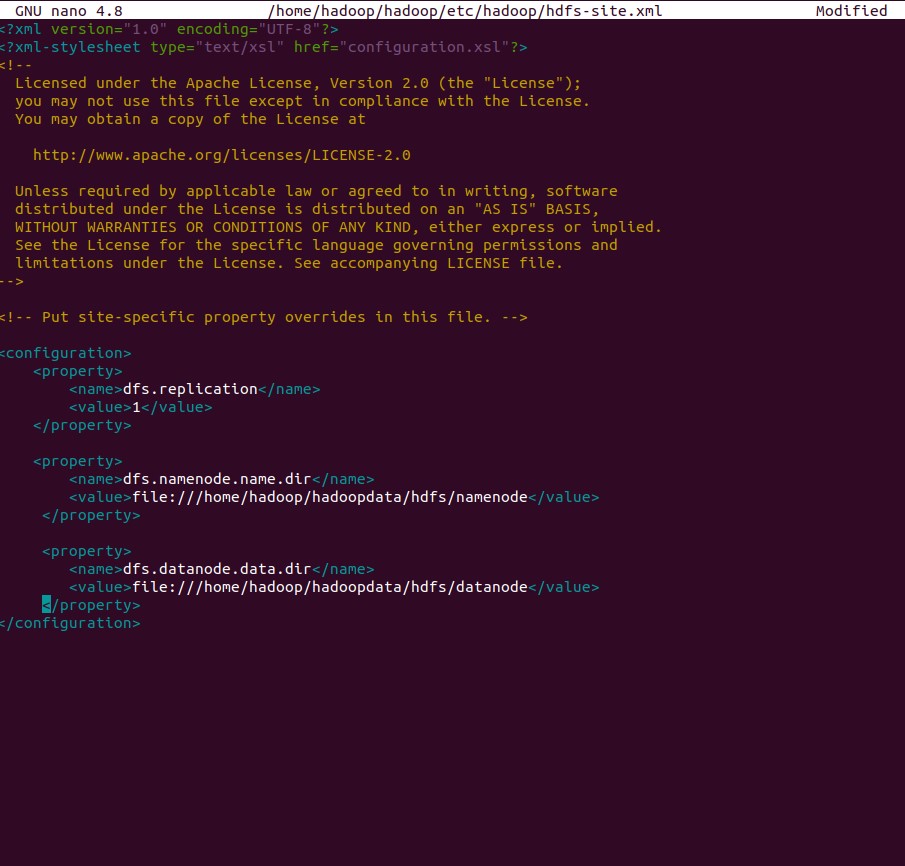 GNU nano 4.8 /home/hadoop/hadoop/etc/hadoop/hdfs-site.xml Modified
<?xml version="1.0" encoding="UTF-8"?>
<?xml-stylesheet type="text/xsl" href="configuration.xsl"?>
<!--
Licensed under the Apache License, Version 2.0 (the "License");
you may not use this file except in compliance with the License.
You may obtain a copy of the License at
http://www.apache.org/licenses/LICENSE-2.0
Unless required by applicable law or agreed to in writing, software
distributed under the License is distributed on an "AS IS" BASIS,
WITHOUT WARRANTIES OR CONDITIONS OF ANY KIND, either express or implied.
See the License for the specific language governing permissions and
limitations under the License. See accompanying LICENSE file.
-->
<!-- Put site-specific property overrides in this file. -->
<configuration>
<property>
<name>dfs.replication</name>
<value>1</value>
</property>
<property>
<name>dfs.namenode.name.dir</name>
<value>file:///home/hadoop/hadoopdata/hdfs/namenode</value>
</property>
<property>
<name>dfs.datanode.data.dir</name>
<value>file:///home/hadoop/hadoopdata/hdfs/datanode</value>
</property>
</configuration>